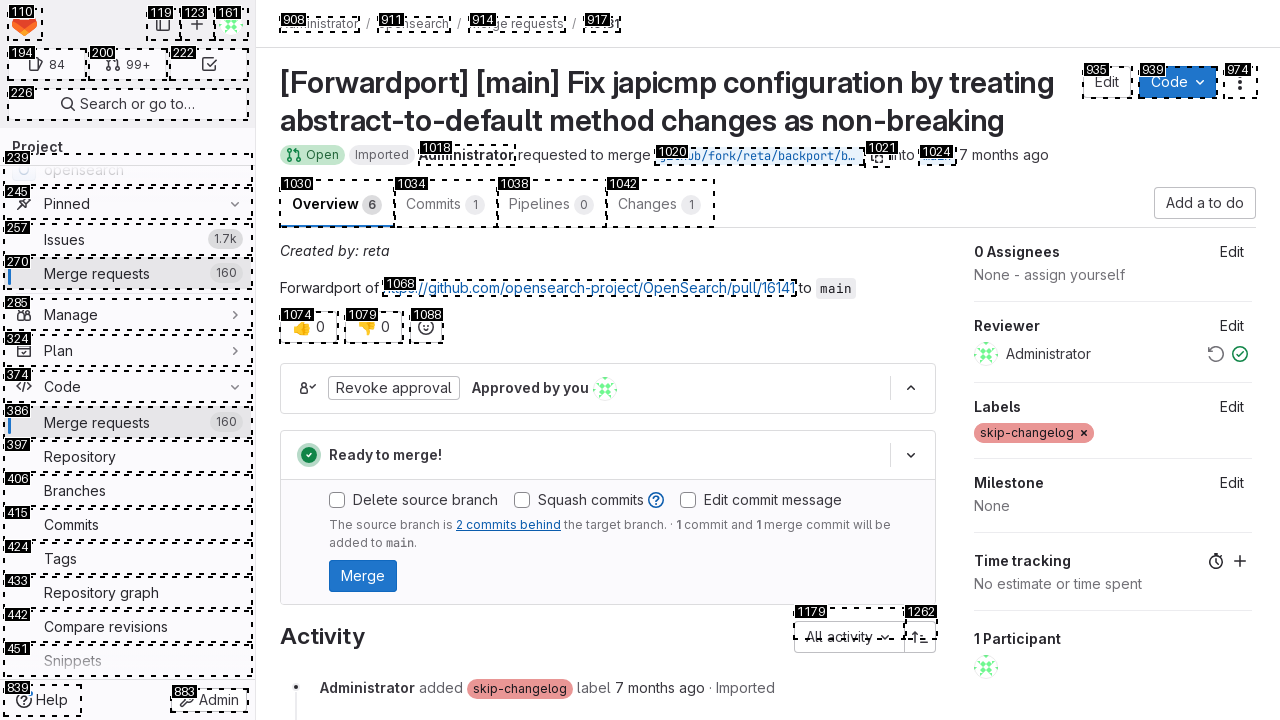 110
119
123
161
194
84
200
99+
222
226
Search or go to…
Project
239
opensearch
245
Pinned
257
Issues
1.7k
270
Merge requests
160
285
Manage
324
Plan
374
Code
386
Merge requests
160
397
Repository
406
Branches
415
Commits
424
Tags
433
Repository graph
442
Compare revisions
451
Snippets
839
Help
883
Admin
908
911
914
917
Administrator / opensearch / Merge requests /
[Forwardport] [main] Fix japicmp configuration by treating
abstract-to-default method changes as non-breaking
935
Edit
939
Code
974
Open
Imported
1018
Administrator requested to merge
1020
1021
into
1024
7 months ago
1030
Overview 6
1034
Commits 1
1038
Pipelines 0
1042
Changes 1
Add a to do
Created by: reta
1068
Forwardport of https://github.com/opensearch-project/OpenSearch/pull/16141 to main
1074
0
1079
0
1088
Revoke approval
Approved by you
Ready to merge!
Delete source branch
Squash commits
Edit commit message
The source branch is 2 commits behind the target branch. · 1 commit and 1 merge commit will be
added to main.
Merge
Activity
1179
All activity
1262
Administrator added skip-changelog label 7 months ago · Imported
0 Assignees
Edit
None - assign yourself
Reviewer
Edit
Administrator
Labels
Edit
skip-changelog ×
Milestone
Edit
None
Time tracking
No estimate or time spent
1 Participant